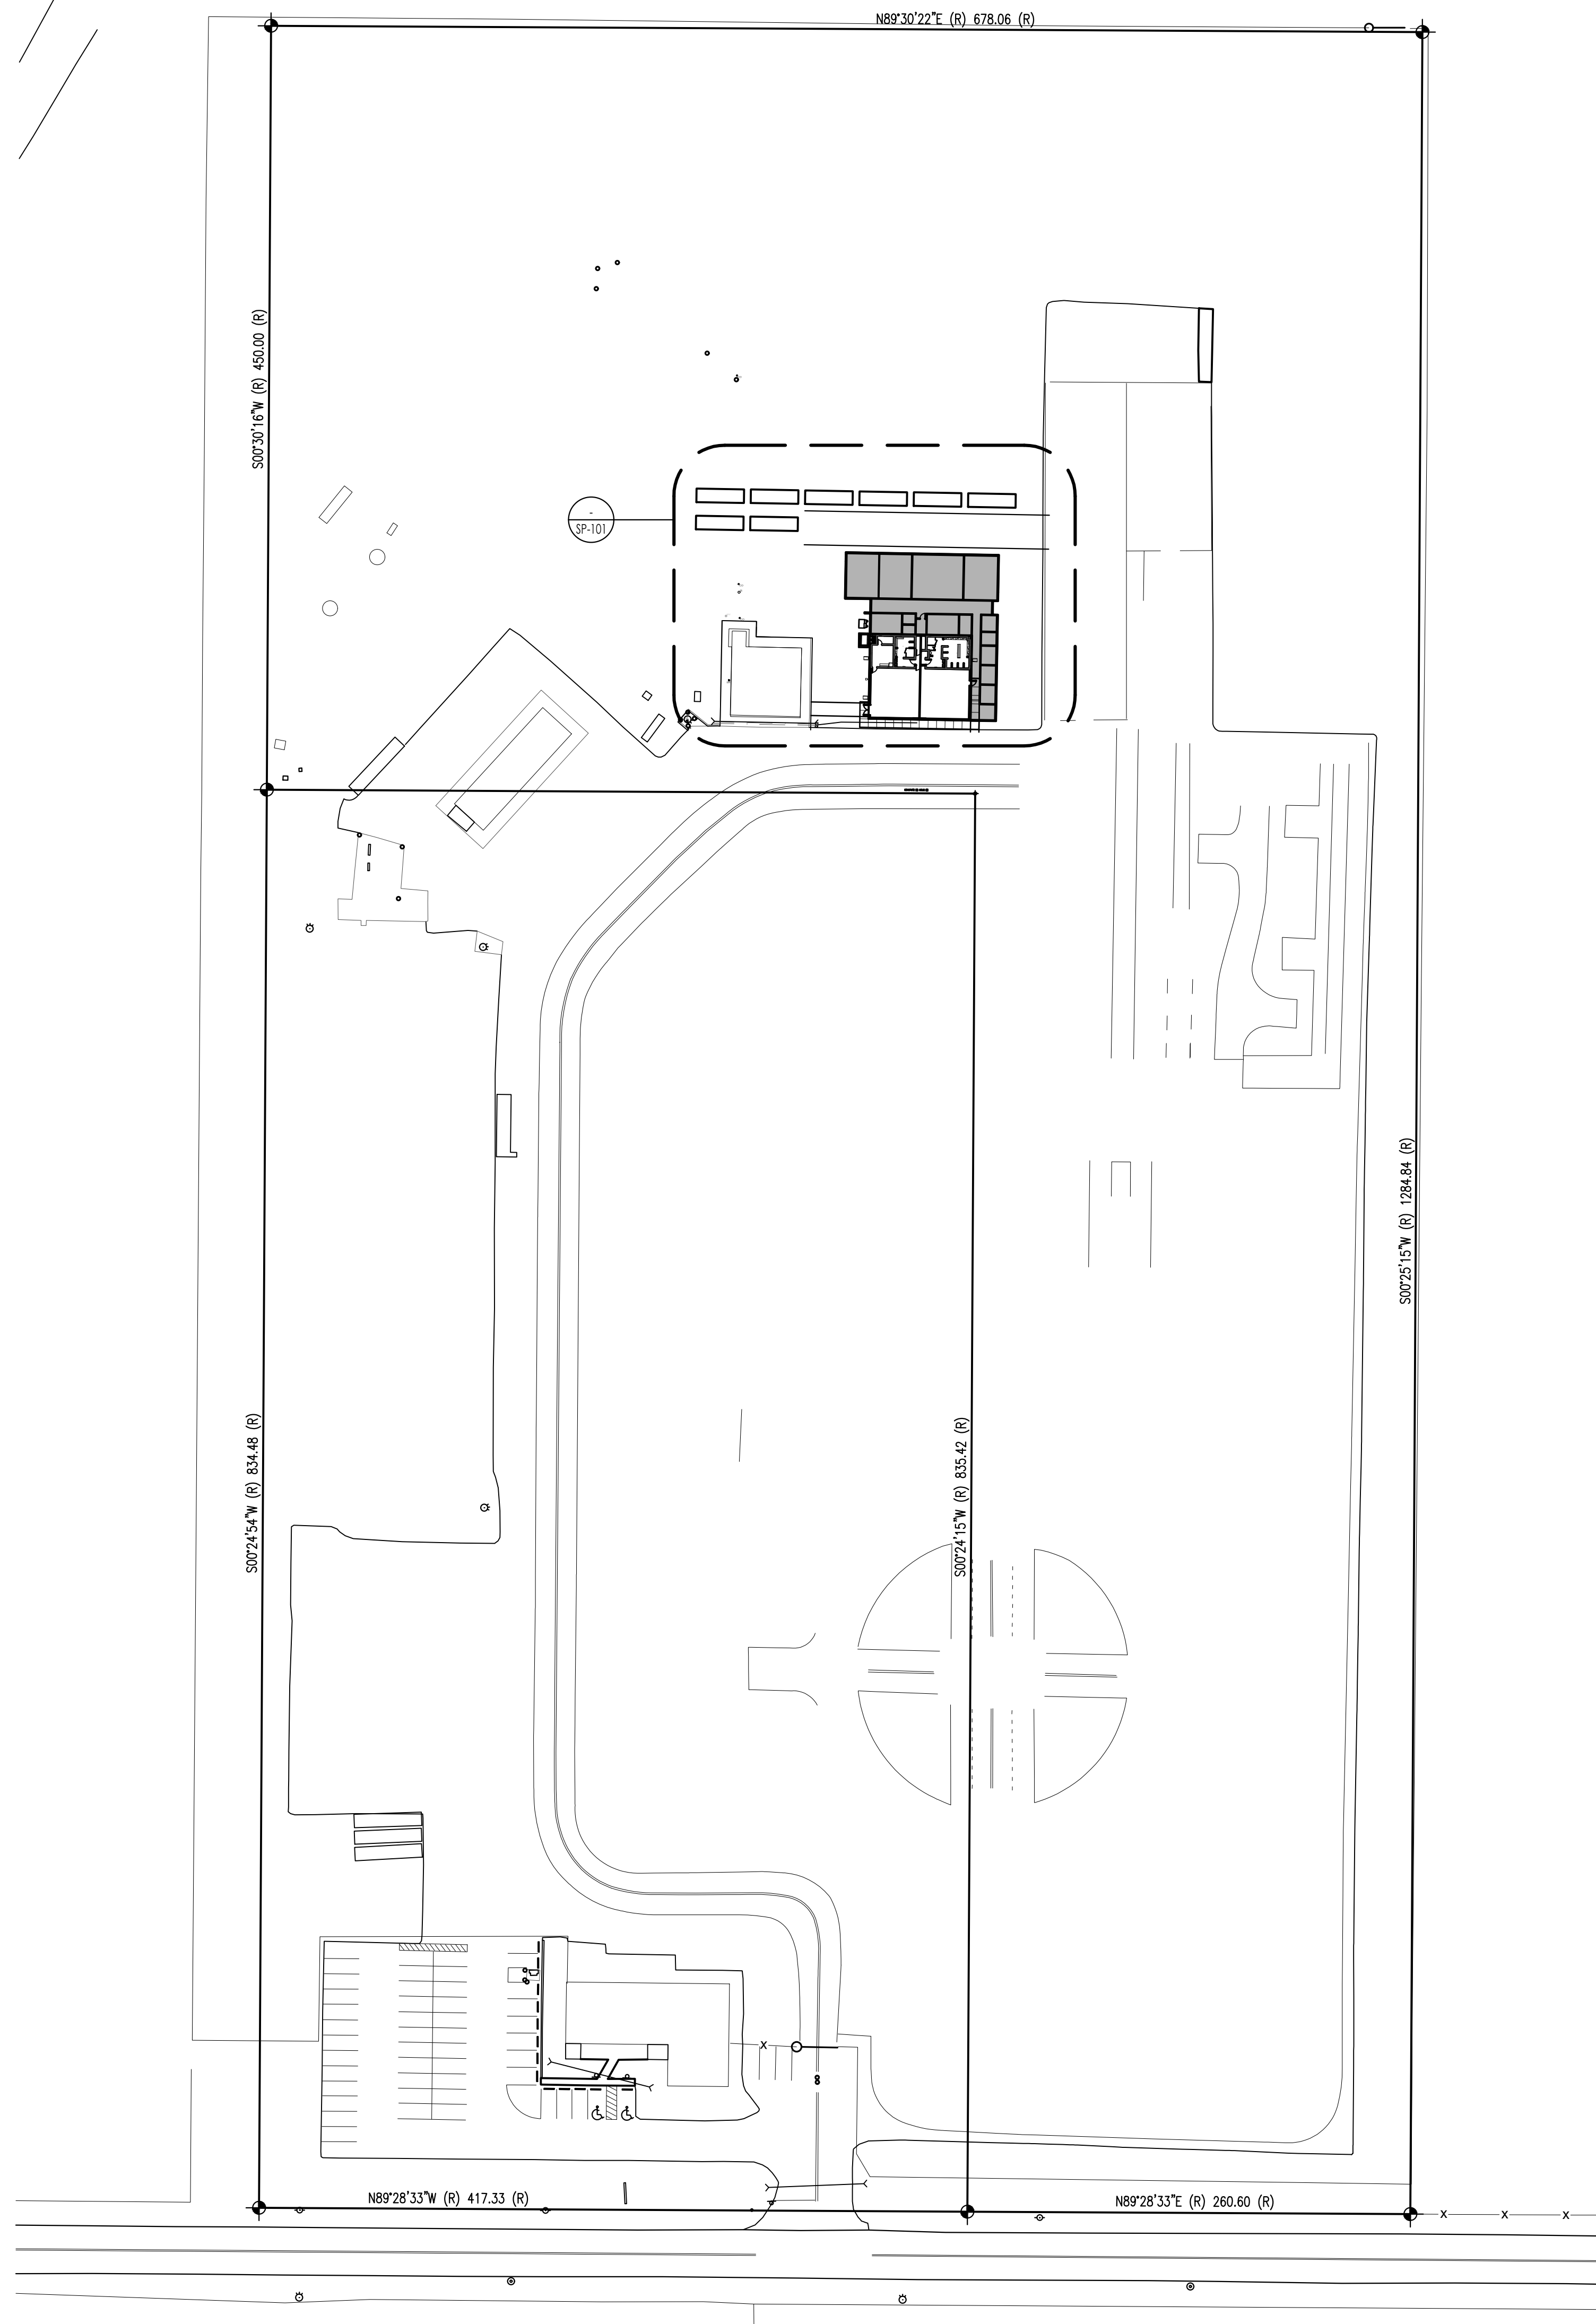 N89°30'22"E (R) 678.06 (R)
S00°30'16"W (R) 450.00 (R)
-
SP-101
S00°25'15"W (R) 1284.84 (R)
S00°24'54"W (R) 834.48 (R)
S00°24'15"W (R) 835.42 (R)
X
N89°28'33"W (R) 417.33 (R)
N89°28'33"E (R) 260.60 (R)
X X X